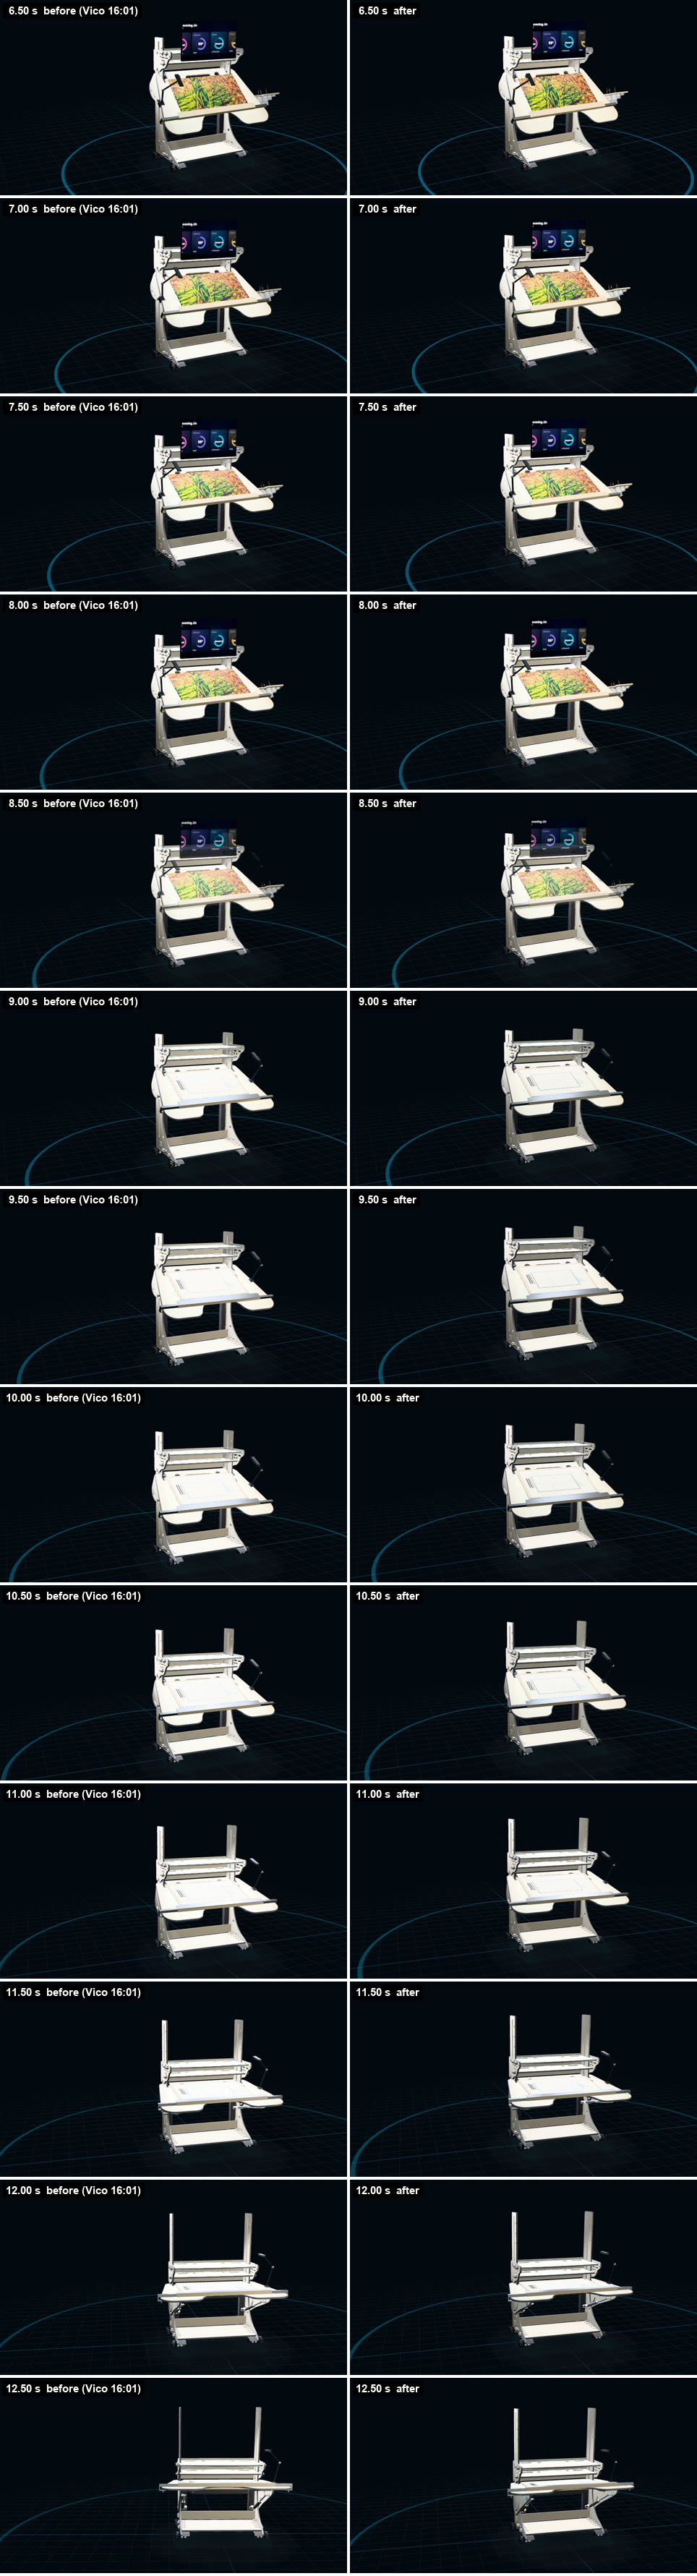 6.50 s before (Vico 16:01)
6.50 s after
7.00 s before (Vico 16:01)
7.00 s after
7.50 s before (Vico 16:01)
7.50 s after
8.00 s before (Vico 16:01)
8.00 s after
8.50 s before (Vico 16:01)
8.50 s after
9.00 s before (Vico 16:01)
9.00 s after
9.50 s before (Vico 16:01)
9.50 s after
10.00 s before (Vico 16:01)
10.00 s after
10.50 s before (Vico 16:01)
10.50 s after
11.00 s before (Vico 16:01)
11.00 s after
11.50 s before (Vico 16:01)
11.50 s after
12.00 s before (Vico 16:01)
12.00 s after
12.50 s before (Vico 16:01)
12.50 s after